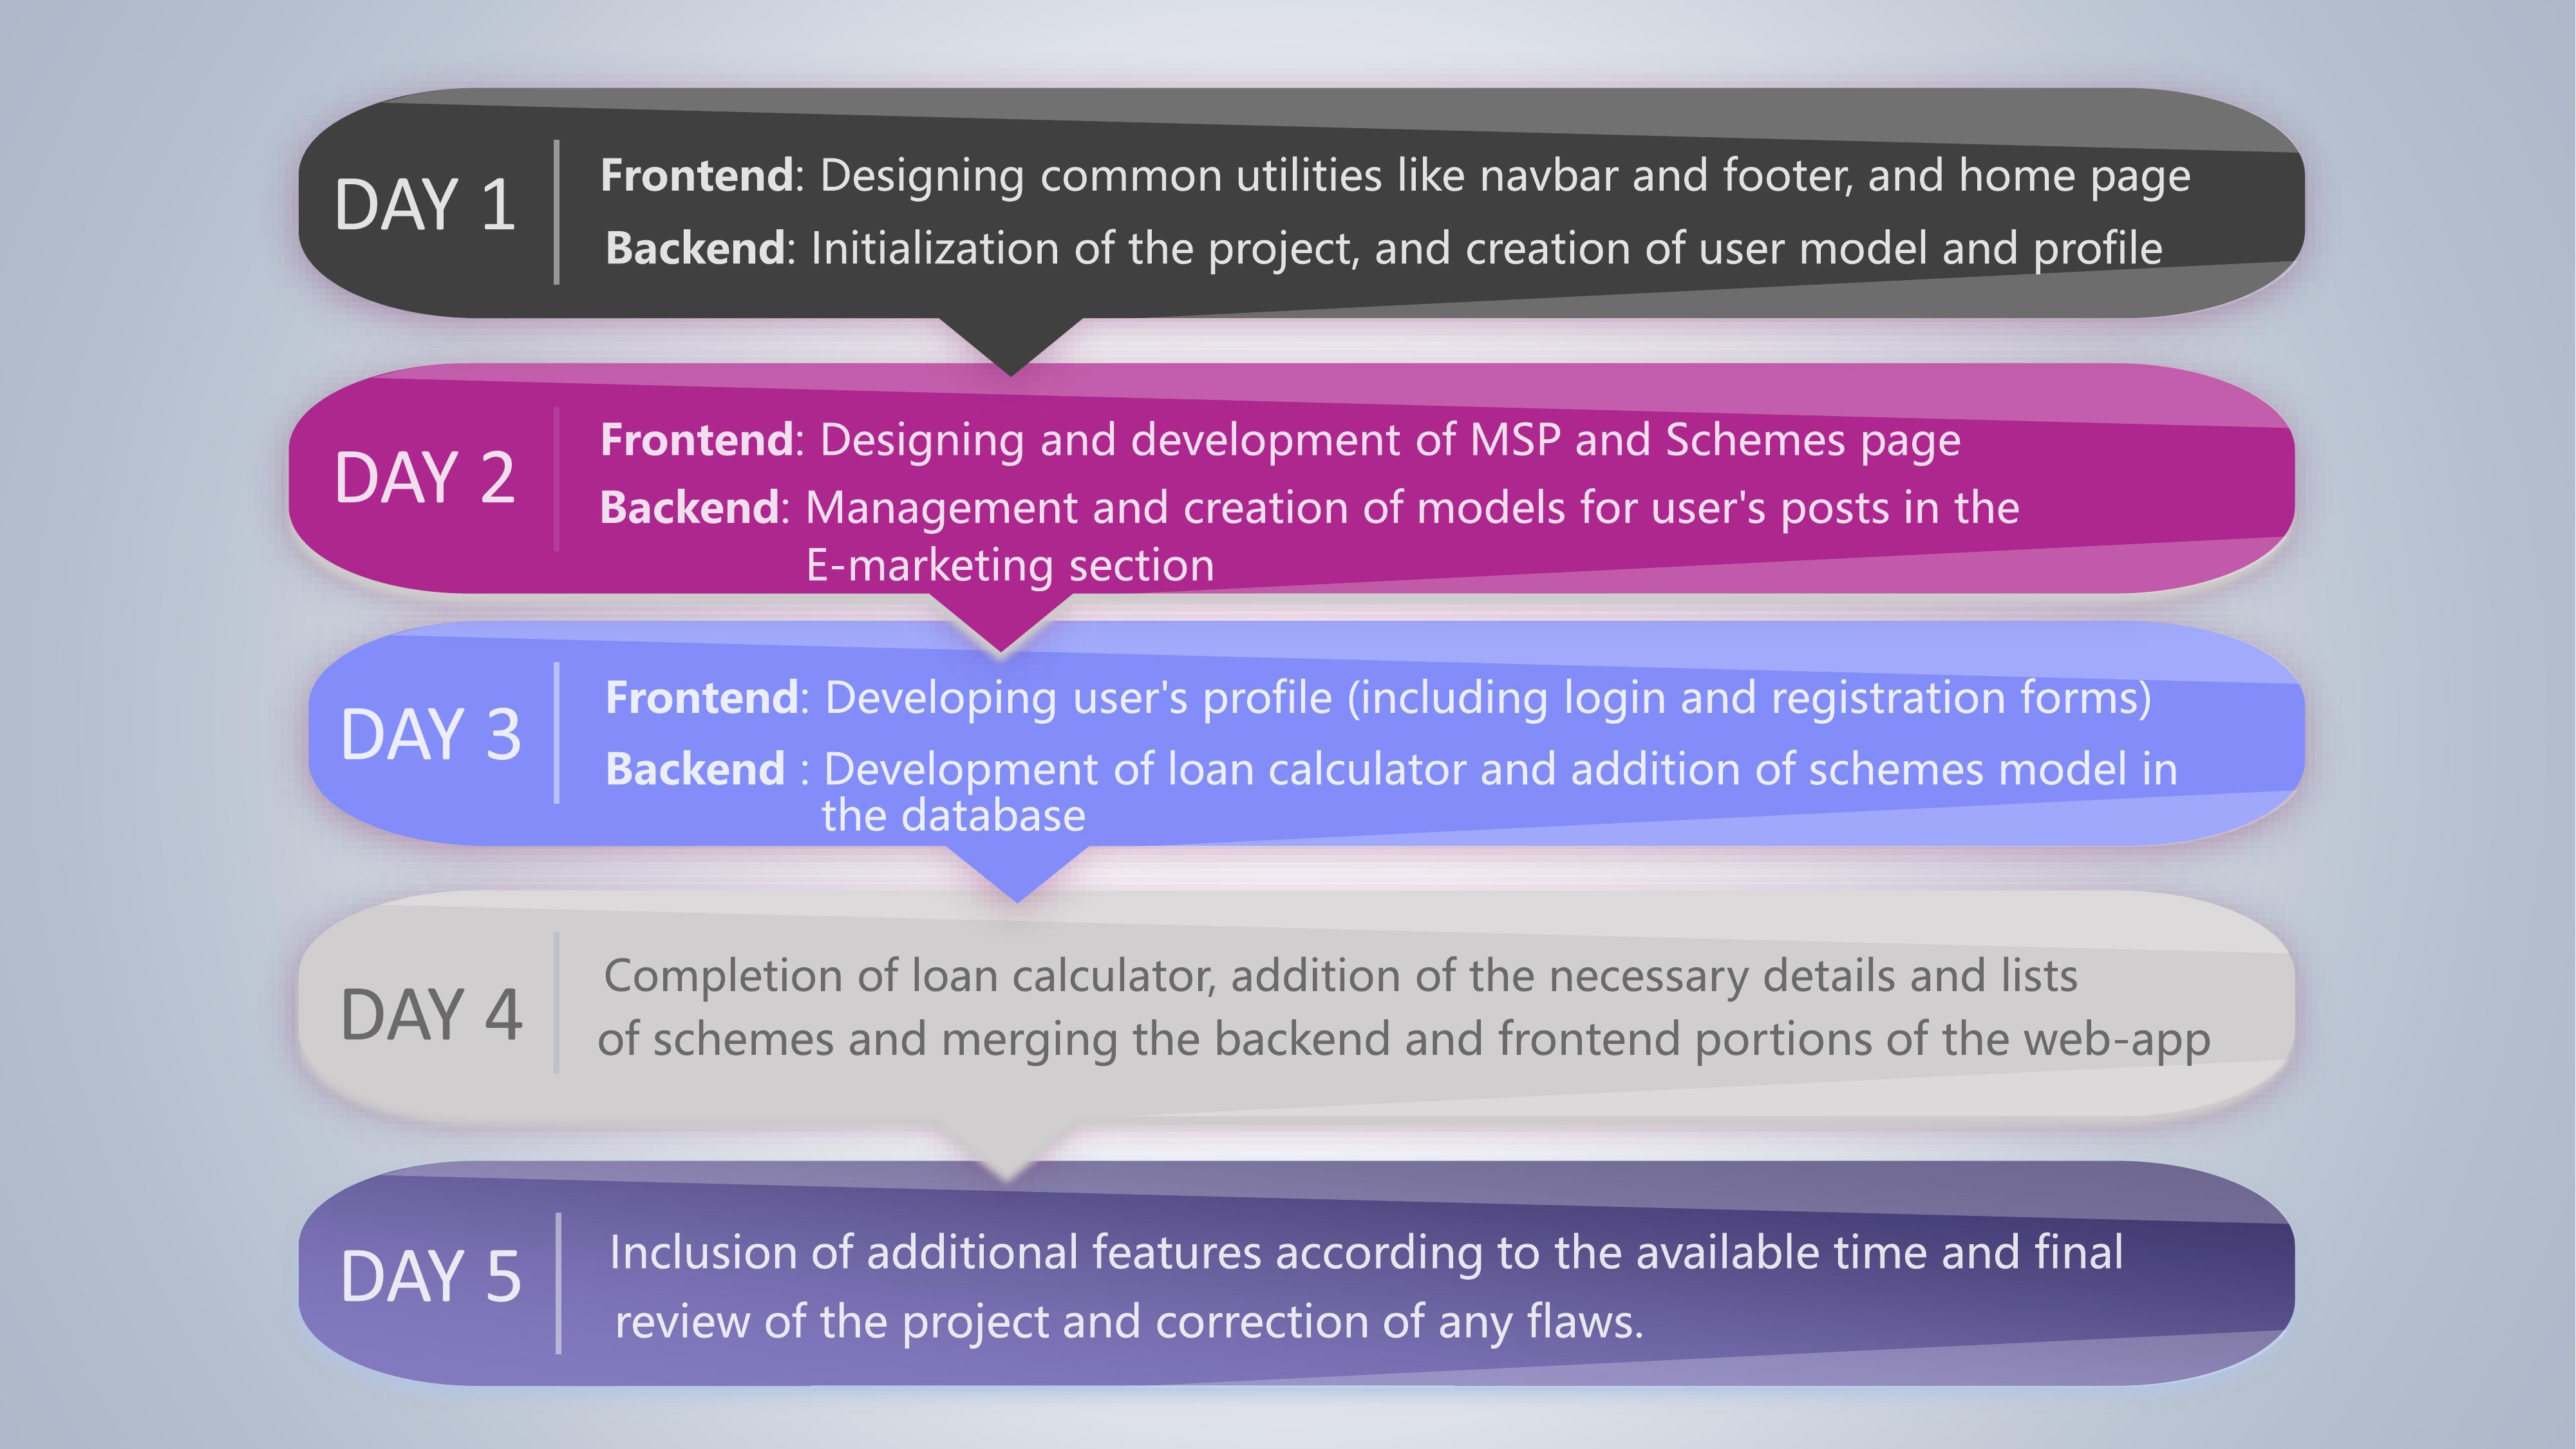 DAY 1
Frontend: Designing common utilities like navbar and footer, and home page
Backend: Initialization of the project, and creation of user model and profile
DAY 2
Frontend: Designing and development of MSP and Schemes page
Backend: Management and creation of models for user's posts in the
E-marketing section
DAY 3
Frontend: Developing user's profile (including login and registration forms)
Backend : Development of loan calculator and addition of schemes model in
the database
DAY 4
Completion of loan calculator, addition of the necessary details and lists
of schemes and merging the backend and frontend portions of the web-app
DAY 5
Inclusion of additional features according to the available time and final
review of the project and correction of any flaws.